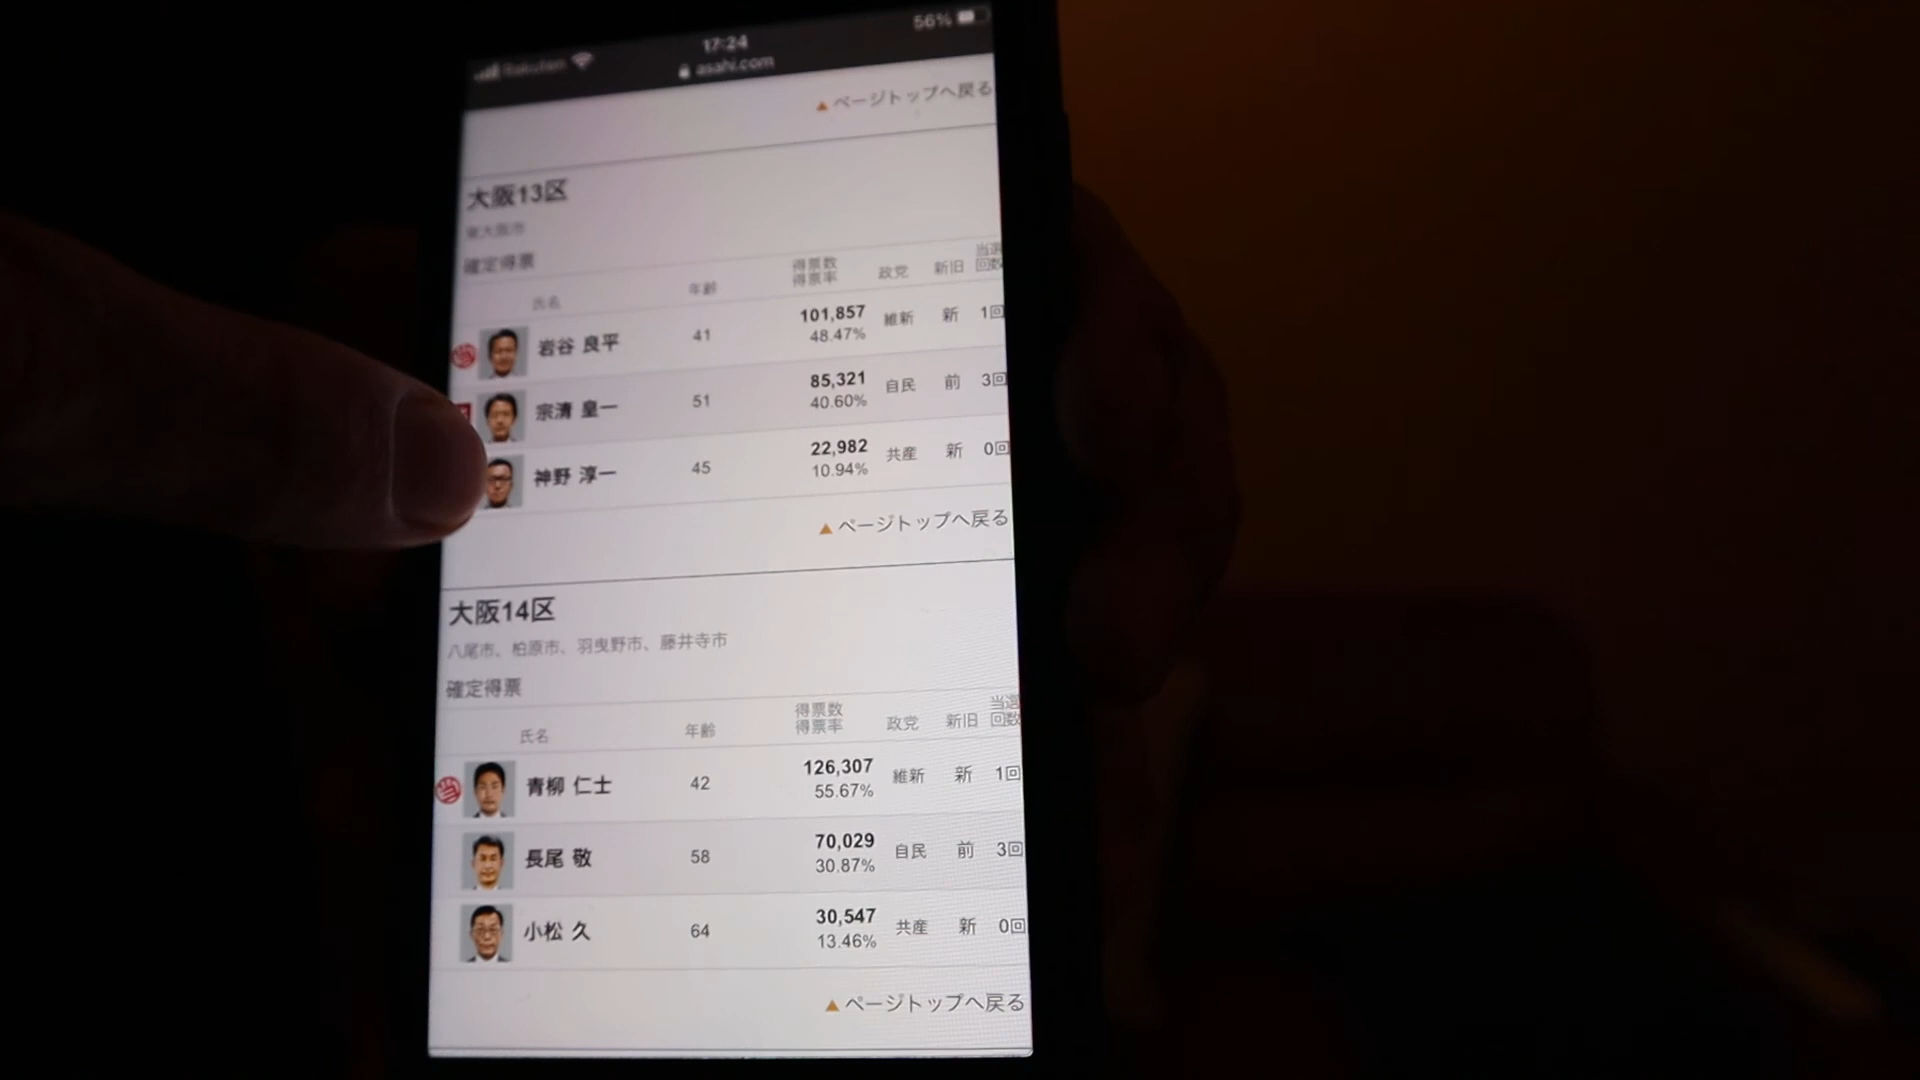 Rakuten 17:24 56%
asahi.com
▲ページトップへ戻る
大阪13区
東大阪市
確定得票
氏名 年齢 得票数 得票率 政党 新旧 当選回数
当 岩谷 良平 41 101,857 48.47% 維新 新 1回
宗清 皇一 51 85,321 40.60% 自民 前 3回
神野 淳一 45 22,982 10.94% 共産 新 0回
▲ページトップへ戻る
大阪14区
八尾市、柏原市、羽曳野市、藤井寺市
確定得票
氏名 年齢 得票数 得票率 政党 新旧 当選回数
当 青柳 仁士 42 126,307 55.67% 維新 新 1回
長尾 敬 58 70,029 30.87% 自民 前 3回
小松 久 64 30,547 13.46% 共産 新 0回
▲ページトップへ戻る